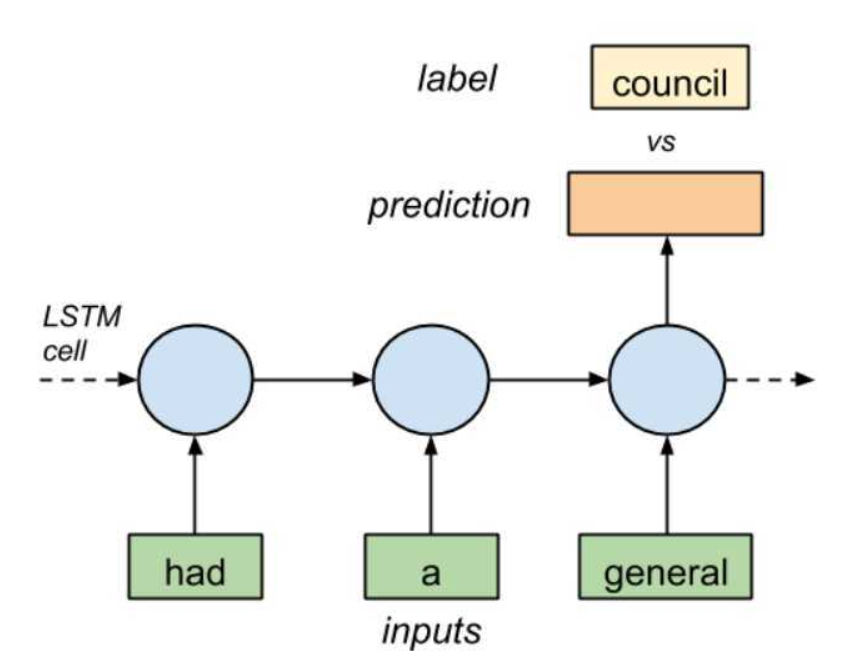 label
council
vs
prediction
LSTM
cell
had
a
general
inputs